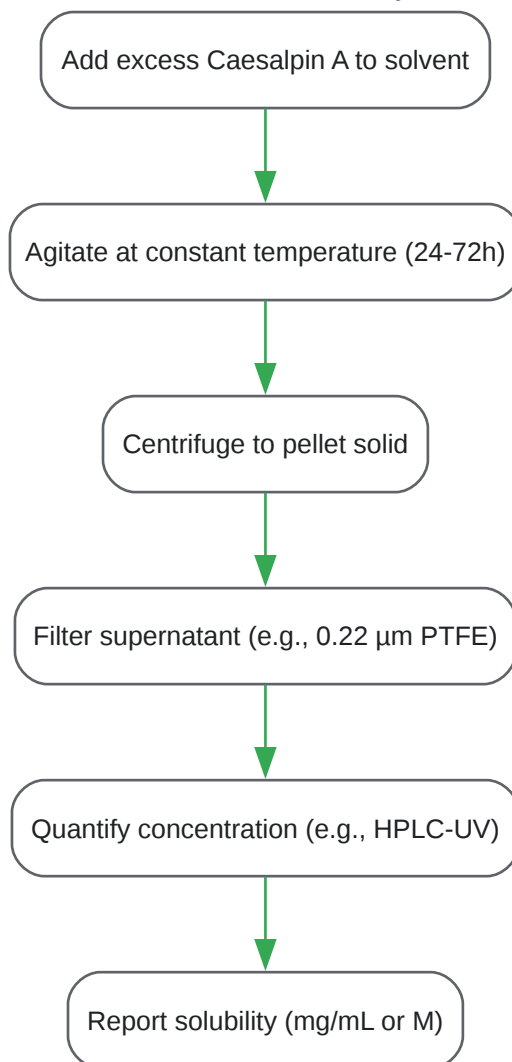 Add excess Caesalpin A to solvent
Agitate at constant temperature (24-72h)
Centrifuge to pellet solid
Filter supernatant (e.g., 0.22 µm PTFE)
Quantify concentration (e.g., HPLC-UV)
Report solubility (mg/mL or M)